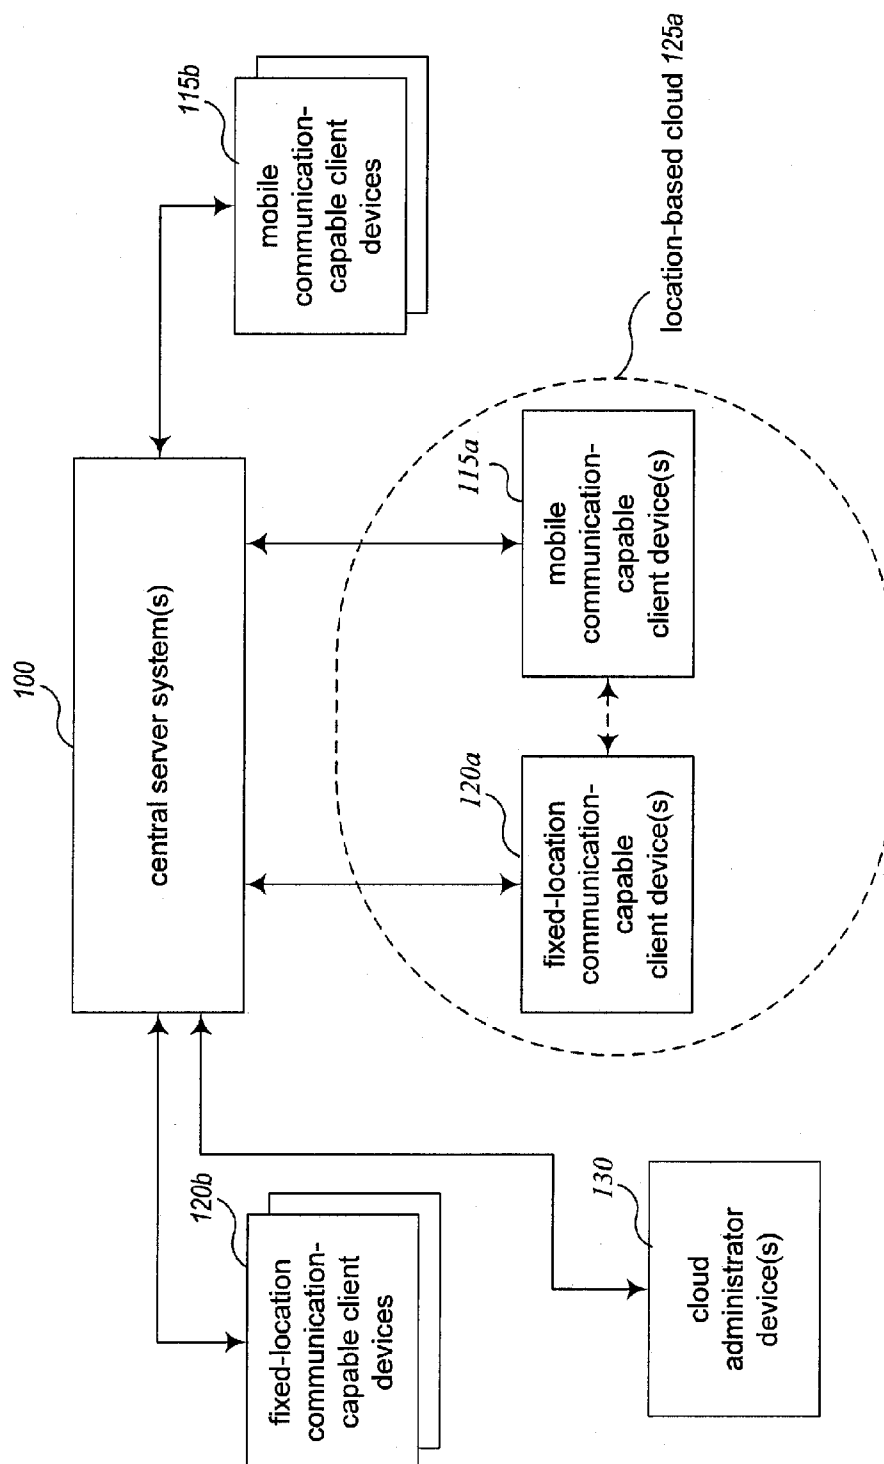 100
central server system(s)
120b
fixed-location
communication-
capable client
devices
115b
mobile
communication-
capable client
devices
130
cloud
administrator
device(s)
120a
fixed-location
communication-
capable
client device(s)
115a
mobile
communication-
capable
client device(s)
location-based cloud 125a